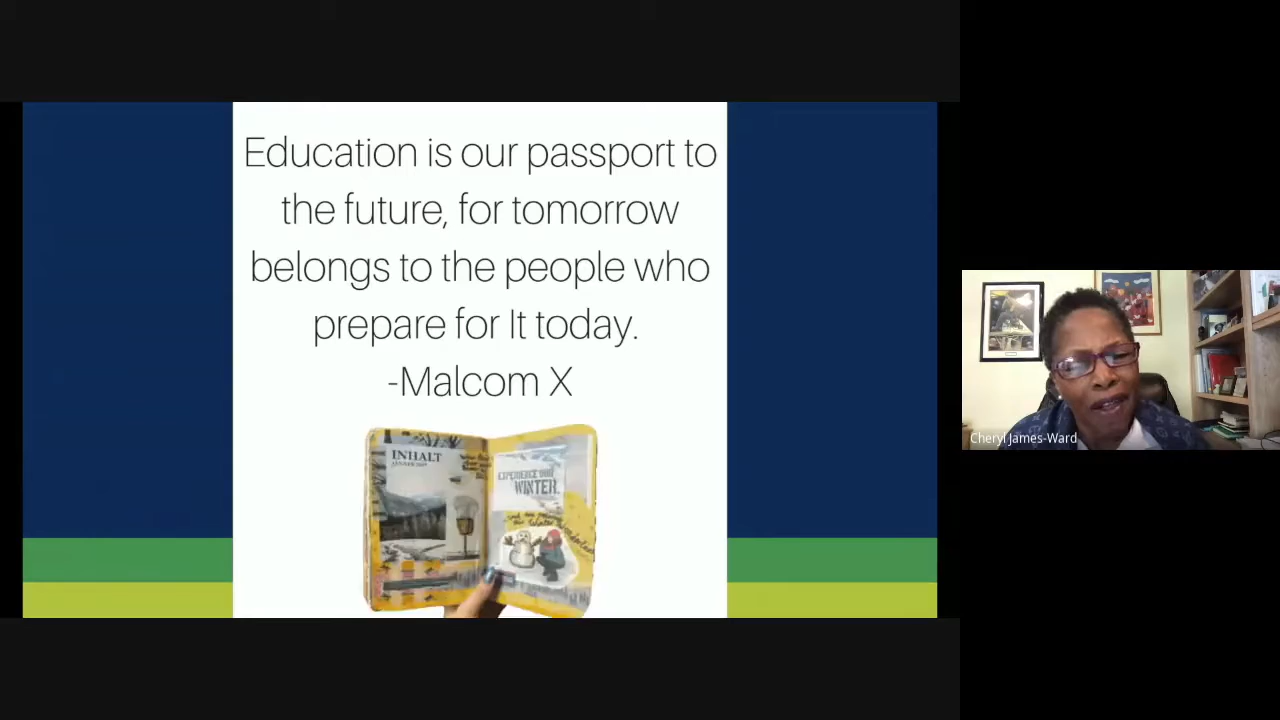 Education is our passport to
the future, for tomorrow
belongs to the people who
prepare for It today.
-Malcom X
INHALT
EXPERIENCE YOUR
WINTER.
Cheryl James-Ward